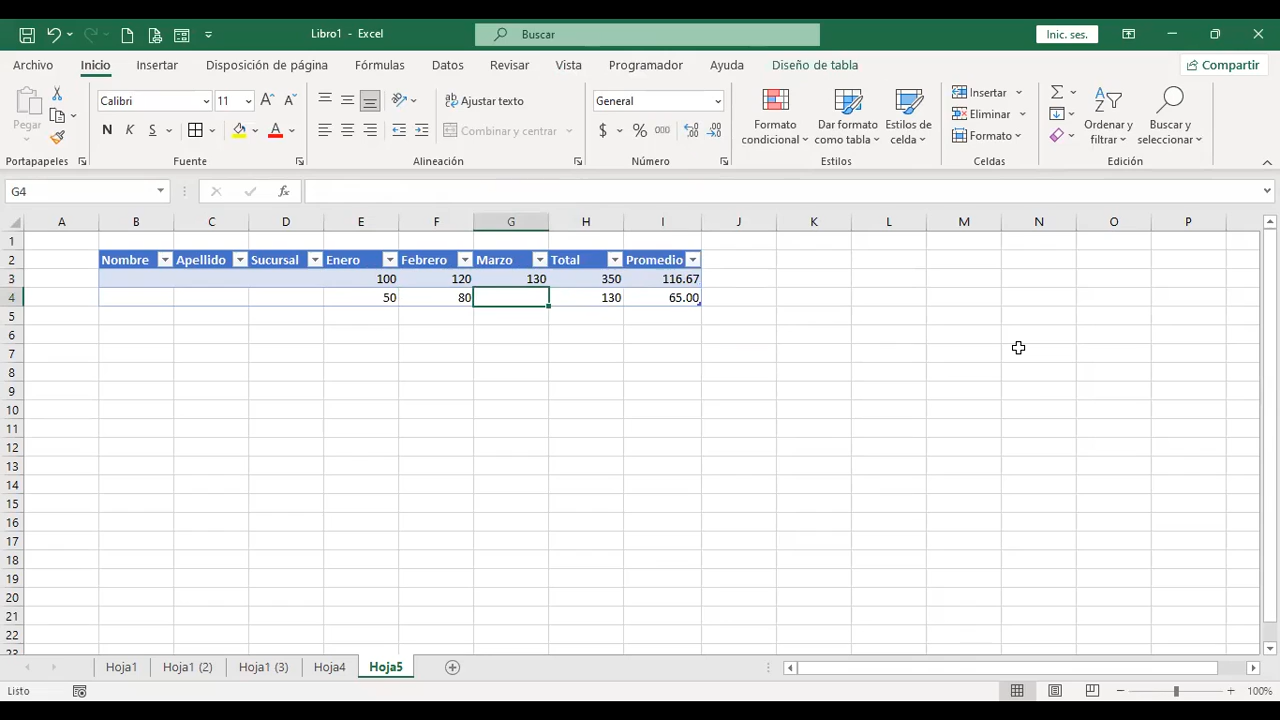 Libro1 - Excel
Buscar
Inic. ses.
Archivo Inicio Insertar Disposición de página Fórmulas Datos Revisar Vista Programador Ayuda Diseño de tabla Compartir
Pegar
Calibri 11
N K S A
Ajustar texto
Combinar y centrar
General
$ % 000
Formato condicional
Dar formato como tabla
Estilos de celda
Insertar
Eliminar
Formato
Ordenar y filtrar
Buscar y seleccionar
Portapapeles Fuente Alineación Número Estilos Celdas Edición
G4 fx
A B C D E F G H I J K L M N O P
1
2 Nombre Apellido Sucursal Enero Febrero Marzo Total Promedio
3 100 120 130 350 116.67
4 50 80 130 65.00
5
6
7
8
9
10
11
12
13
14
15
16
17
18
19
20
21
22
23
Hoja1 Hoja1 (2) Hoja1 (3) Hoja4 Hoja5
Listo 100%